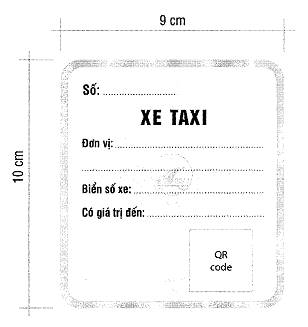 9 cm
10 cm
Số: ........................
XE TAXI
Đơn vị: ........................
........................
Biển số xe: ........................
Có giá trị đến: ........................
QR
code